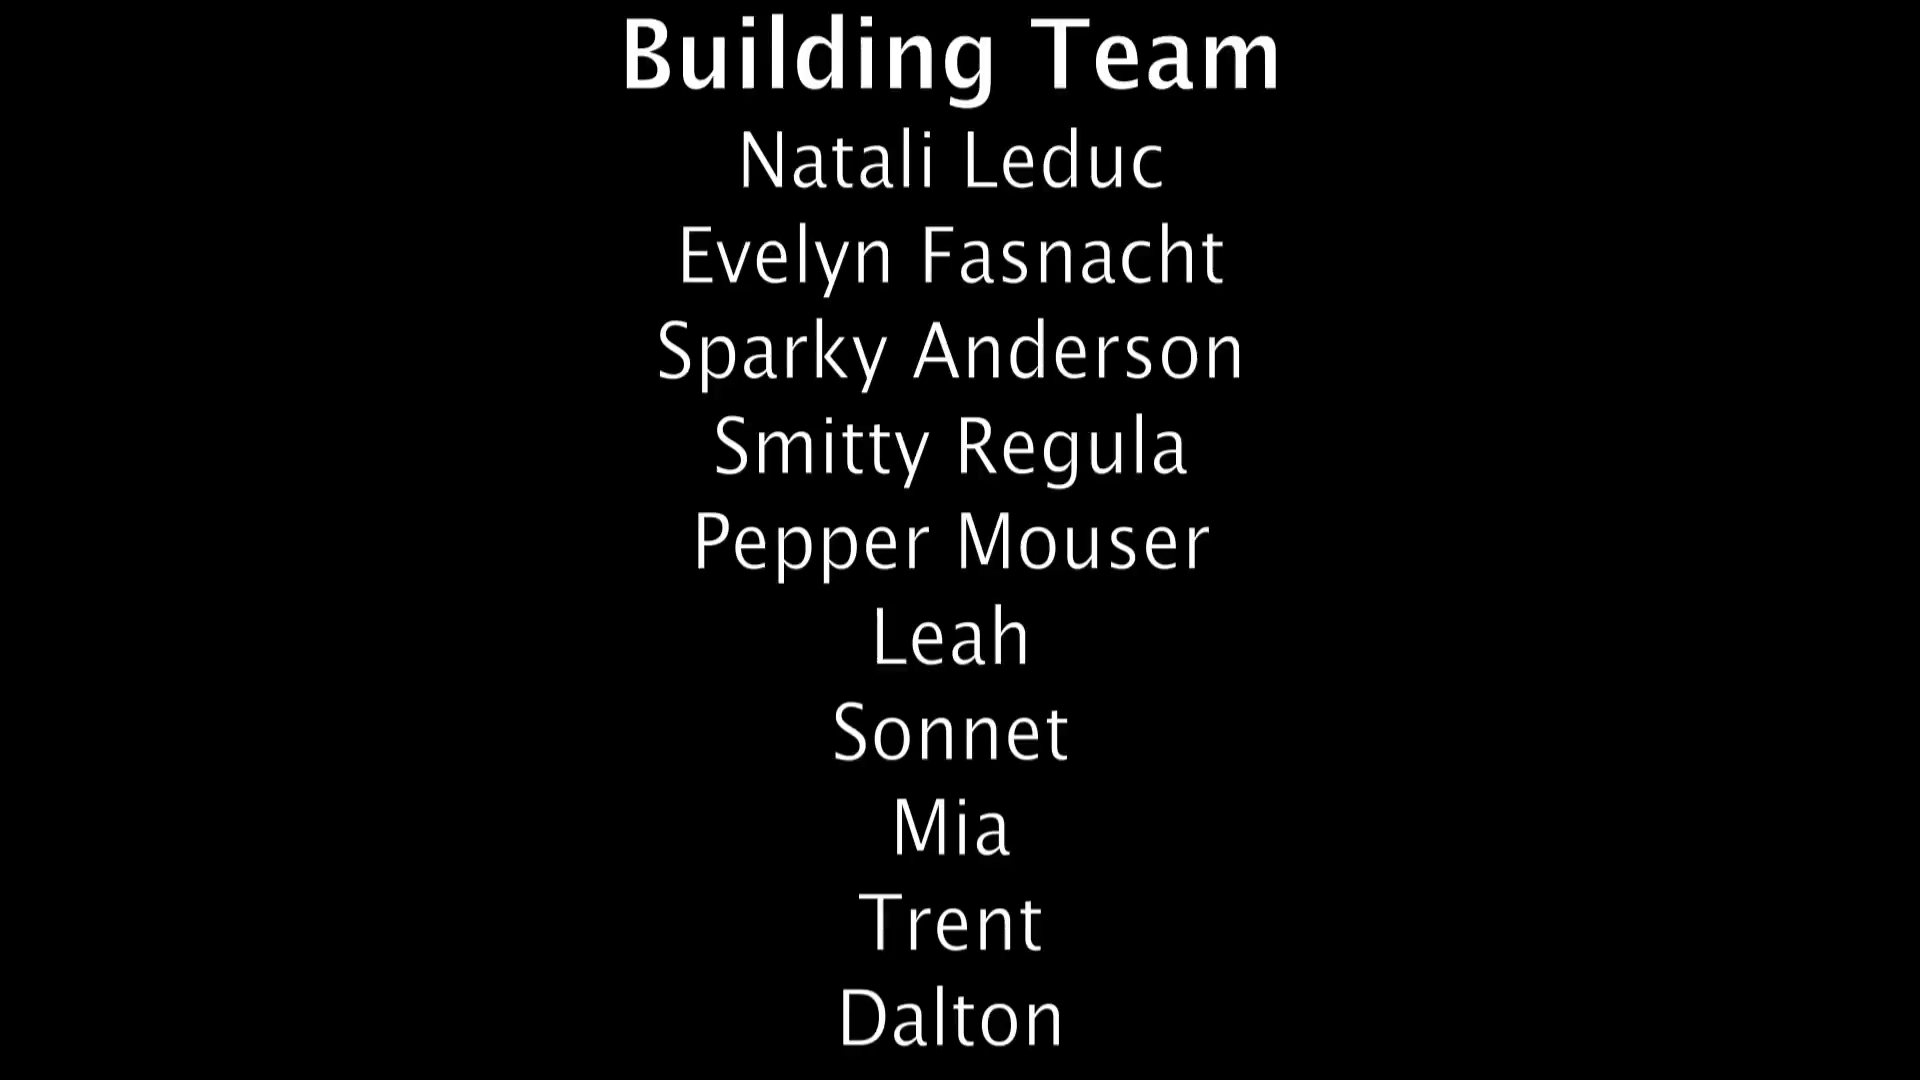 Building Team
Natali Leduc
Evelyn Fasnacht
Sparky Anderson
Smitty Regula
Pepper Mouser
Leah
Sonnet
Mia
Trent
Dalton